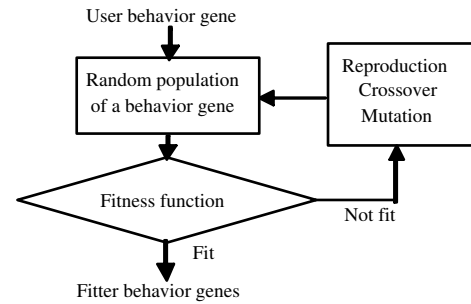 User behavior gene
Random population
of a behavior gene
Reproduction
Crossover
Mutation
Fitness function
Not fit
Fit
Fitter behavior genes